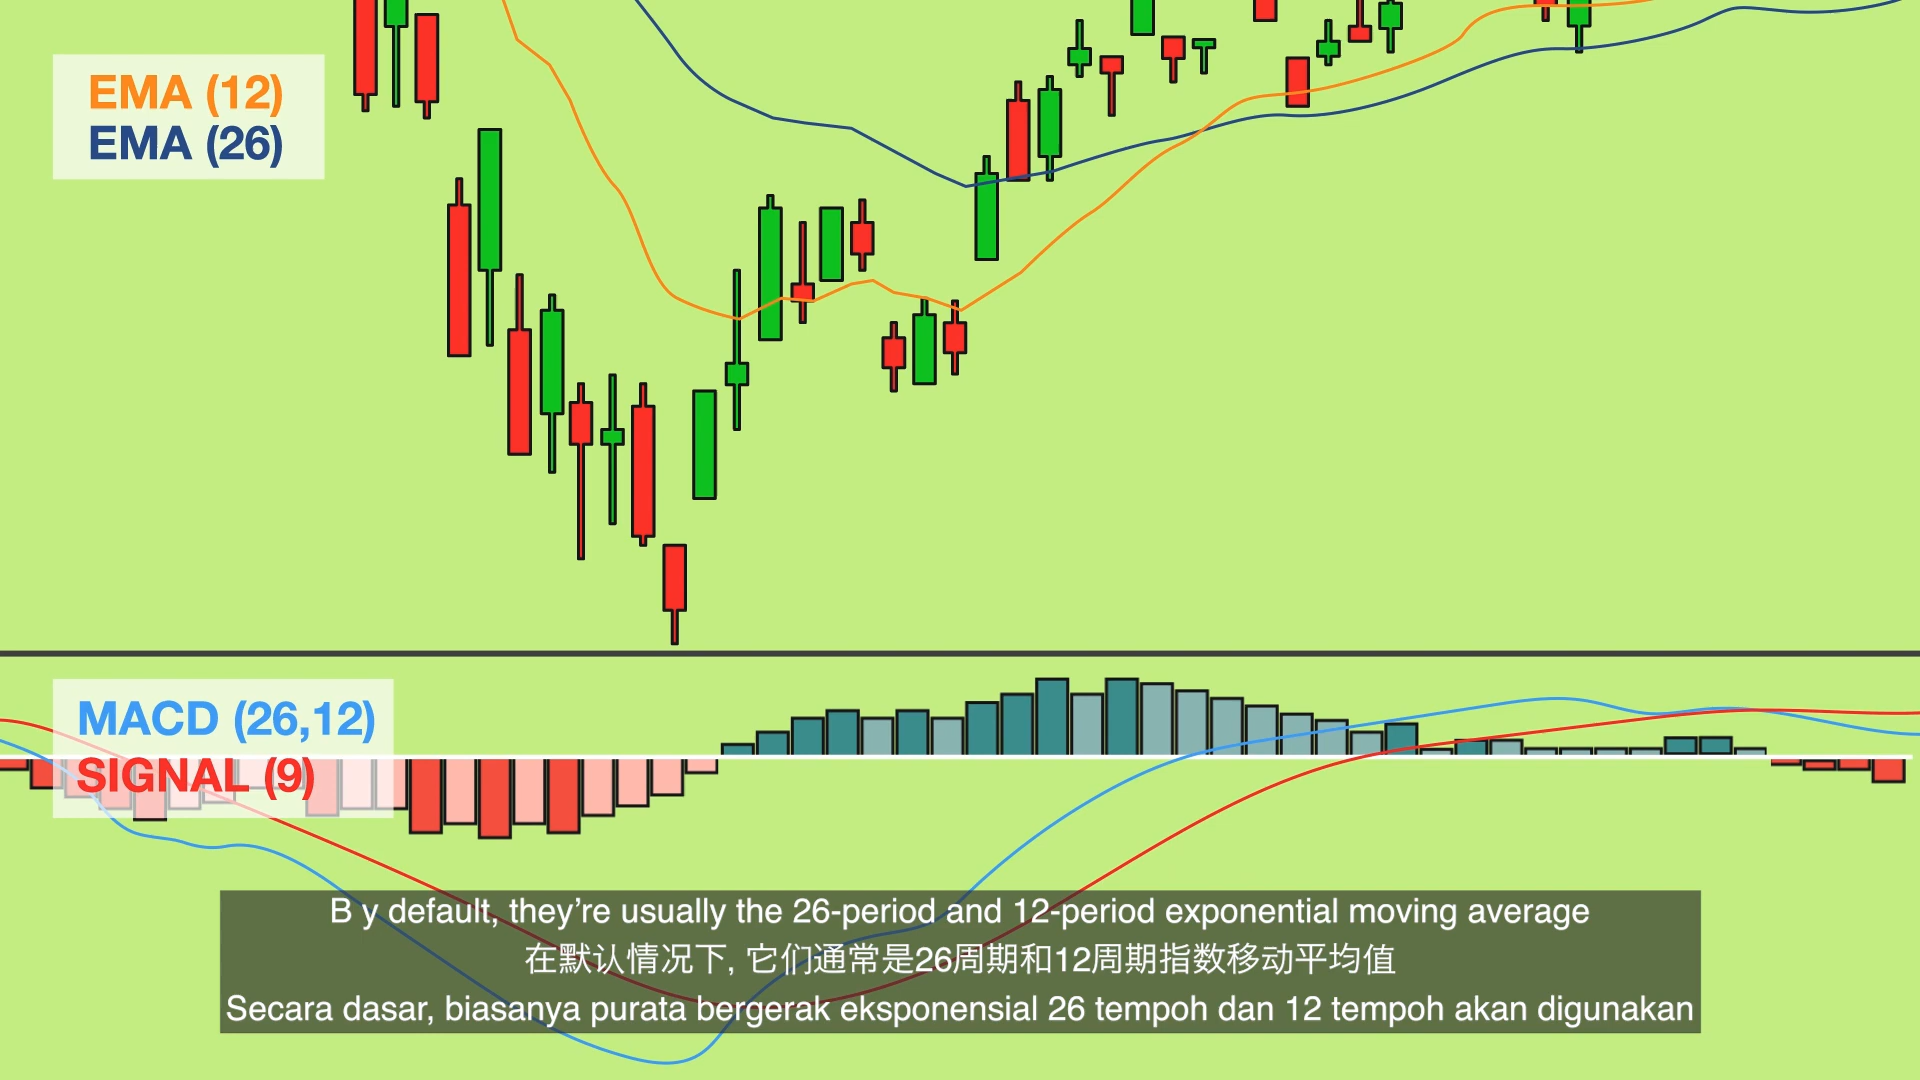 EMA (12)
EMA (26)
MACD (26,12)
SIGNAL (9)
B y default, they’re usually the 26-period and 12-period exponential moving average
在默认情况下, 它们通常是26周期和12周期指数移动平均值
Secara dasar, biasanya purata bergerak eksponensial 26 tempoh dan 12 tempoh akan digunakan